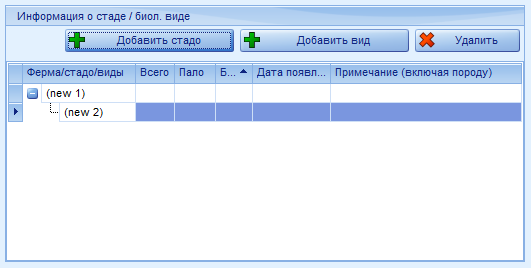 Информация о стаде / биол. виде
Добавить стадо Добавить вид Удалить
Ферма/стадо/виды Всего Пало Б... Дата появл... Примечание (включая породу)
(new 1)
(new 2)